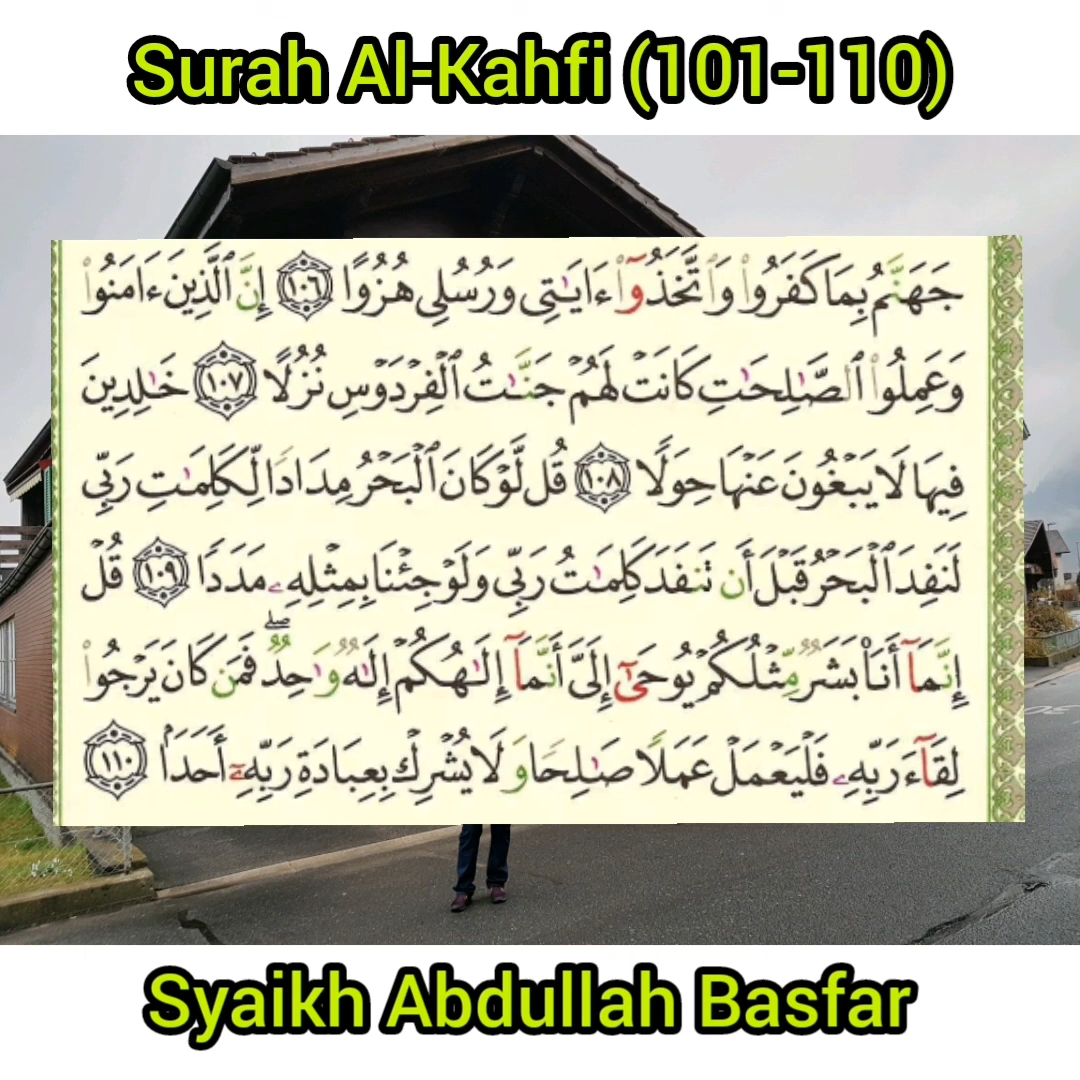 Surah Al-Kahfi (101-110)
جَهَنَّمُ بِمَا كَفَرُوا۟ وَٱتَّخَذُوٓا۟ ءَايَـٰتِى وَرُسُلِى هُزُوًا ١٠٦ إِنَّ ٱلَّذِينَ ءَامَنُوا۟
وَعَمِلُوا۟ ٱلصَّـٰلِحَـٰتِ كَانَتْ لَهُمْ جَنَّـٰتُ ٱلْفِرْدَوْسِ نُزُلًا ١٠٧ خَـٰلِدِينَ
فِيهَا لَا يَبْغُونَ عَنْهَا حِوَلًا ١٠٨ قُل لَّوْ كَانَ ٱلْبَحْرُ مِدَادًا لِّكَلِمَـٰتِ رَبِّى
لَنَفِدَ ٱلْبَحْرُ قَبْلَ أَن تَنفَدَ كَلِمَـٰتُ رَبِّى وَلَوْ جِئْنَا بِمِثْلِهِۦ مَدَدًا ١٠٩ قُلْ
إِنَّمَآ أَنَا۠ بَشَرٌ مِّثْلُكُمْ يُوحَىٰٓ إِلَىَّ أَنَّمَآ إِلَـٰهُكُمْ إِلَـٰهٌ وَٰحِدٌ ۖ فَمَن كَانَ يَرْجُوا۟
لِقَآءَ رَبِّهِۦ فَلْيَعْمَلْ عَمَلًا صَـٰلِحًا وَلَا يُشْرِكْ بِعِبَادَةِ رَبِّهِۦٓ أَحَدًۢا ١١٠
Syaikh Abdullah Basfar